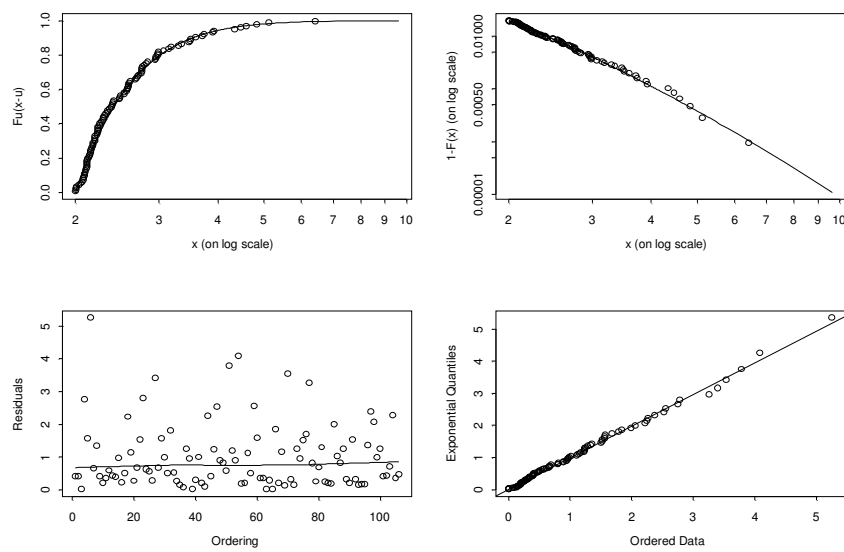 Fu(x-u)
0.0 0.2 0.4 0.6 0.8 1.0
2 3 4 5 6 7 8 9 10
x (on log scale)
1-F(x) (on log scale)
0.00001 0.00050 0.01000
2 3 4 5 6 7 8 9 10
x (on log scale)
Residuals
0 1 2 3 4 5
0 20 40 60 80 100
Ordering
Exponential Quantiles
0 1 2 3 4 5
0 1 2 3 4 5
Ordered Data